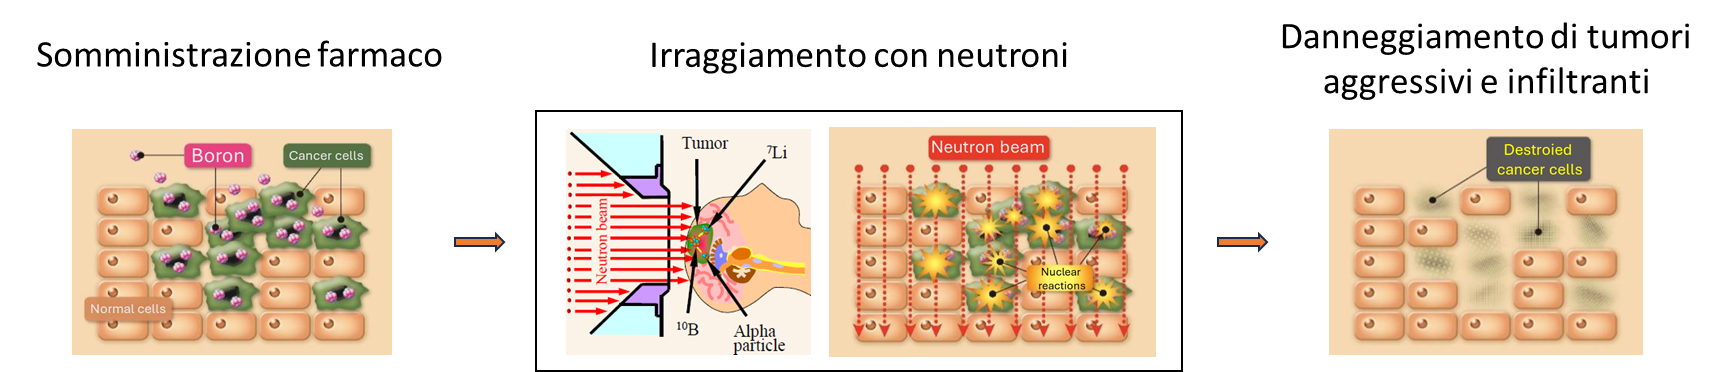 Somministrazione farmaco
Boron
Cancer cells
Normal cells
Irraggiamento con neutroni
Tumor
⁷Li
Neutron beam
¹⁰B
Alpha
particle
Neutron beam
Nuclear
reactions
Danneggiamento di tumori
aggressivi e infiltranti
Destroied
cancer cells